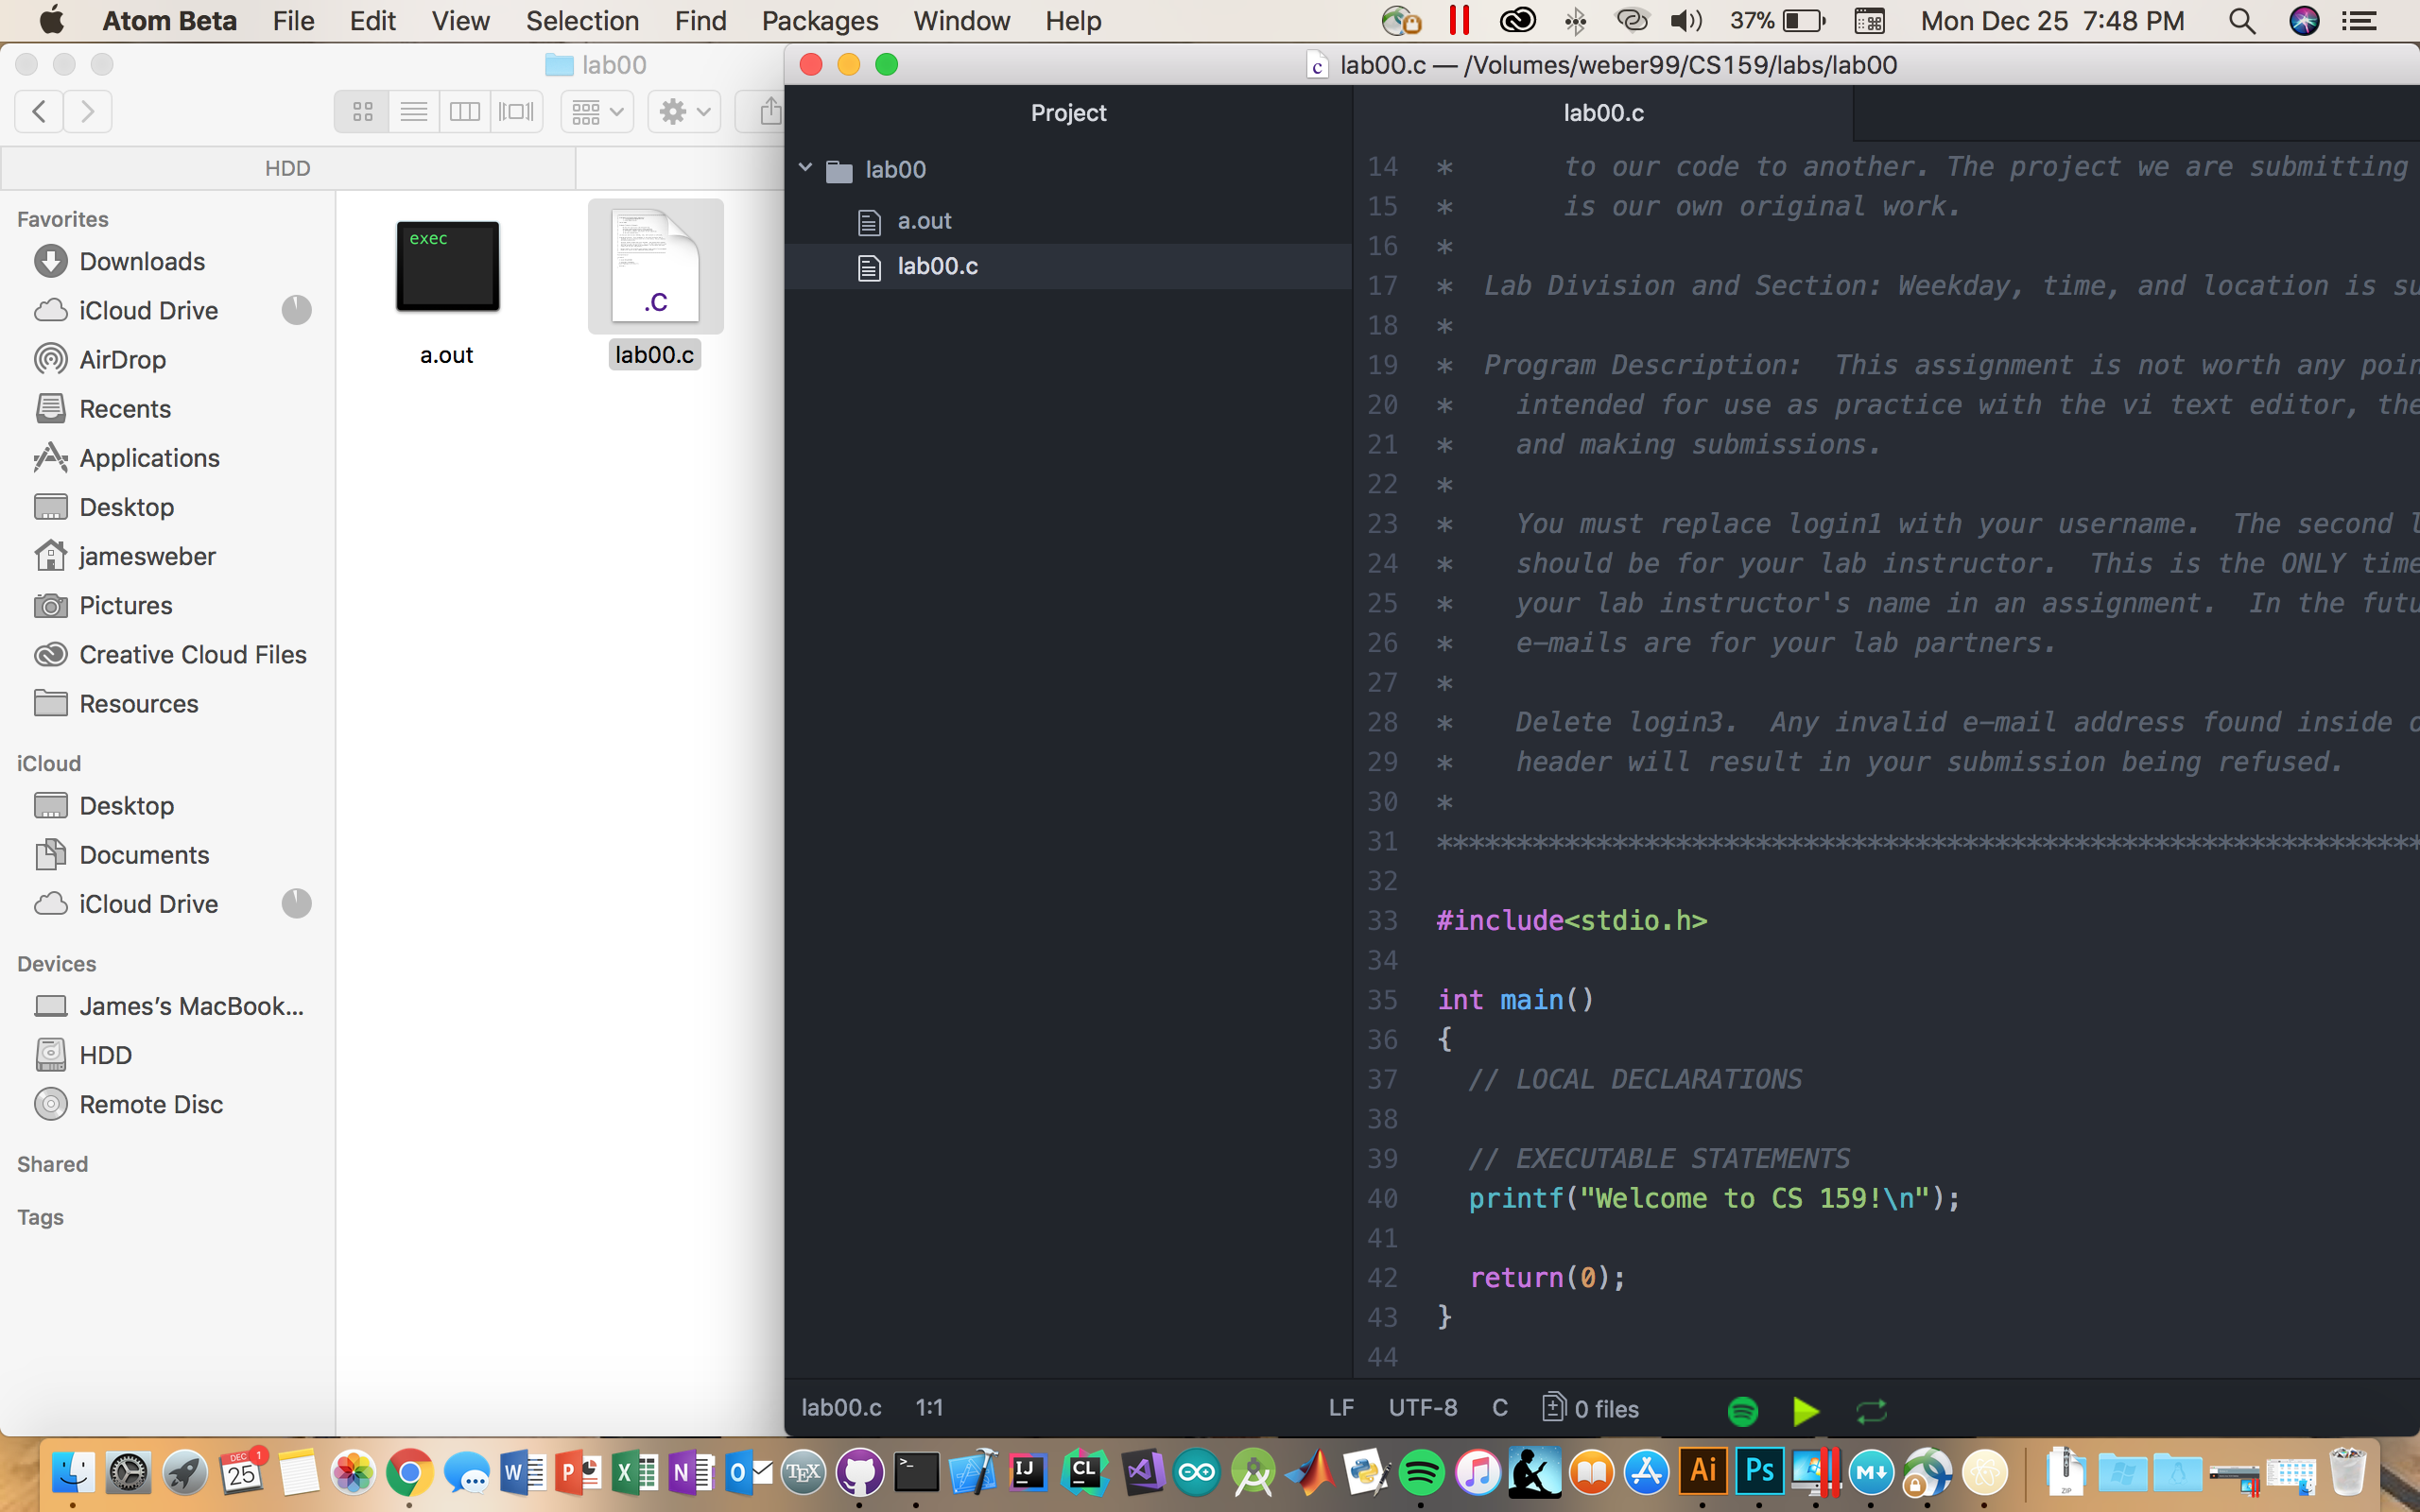 Atom Beta File Edit View Selection Find Packages Window Help 37% Mon Dec 25 7:48 PM
lab00
HDD
Favorites
Downloads
iCloud Drive
AirDrop
Recents
Applications
Desktop
jamesweber
Pictures
Creative Cloud Files
Resources
iCloud
Desktop
Documents
iCloud Drive
Devices
James's MacBook...
HDD
Remote Disc
Shared
Tags
exec
a.out
.C
lab00.c
c lab00.c — /Volumes/weber99/CS159/labs/lab00
Project
lab00
a.out
lab00.c
lab00.c
14 * to our code to another. The project we are submitting
15 * is our own original work.
16 *
17 * Lab Division and Section: Weekday, time, and location is
18 *
19 * Program Description: This assignment is not worth any
20 * intended for use as practice with the vi text editor,
21 * and making submissions.
22 *
23 * You must replace login1 with your username. The second
24 * should be for your lab instructor. This is the ONLY time
25 * your lab instructor's name in an assignment. In the
26 * e-mails are for your lab partners.
27 *
28 * Delete login3. Any invalid e-mail address found inside
29 * header will result in your submission being refused.
30 *
31 **************************************************************
32
33 #include<stdio.h>
34
35 int main()
36 {
37 // LOCAL DECLARATIONS
38
39 // EXECUTABLE STATEMENTS
40 printf("Welcome to CS 159!\n");
41
42 return(0);
43 }
44
lab00.c 1:1 LF UTF-8 C 0 files
DEC 25 1 W P X N O TEX >_ IJ CL Ai Ps M ZIP